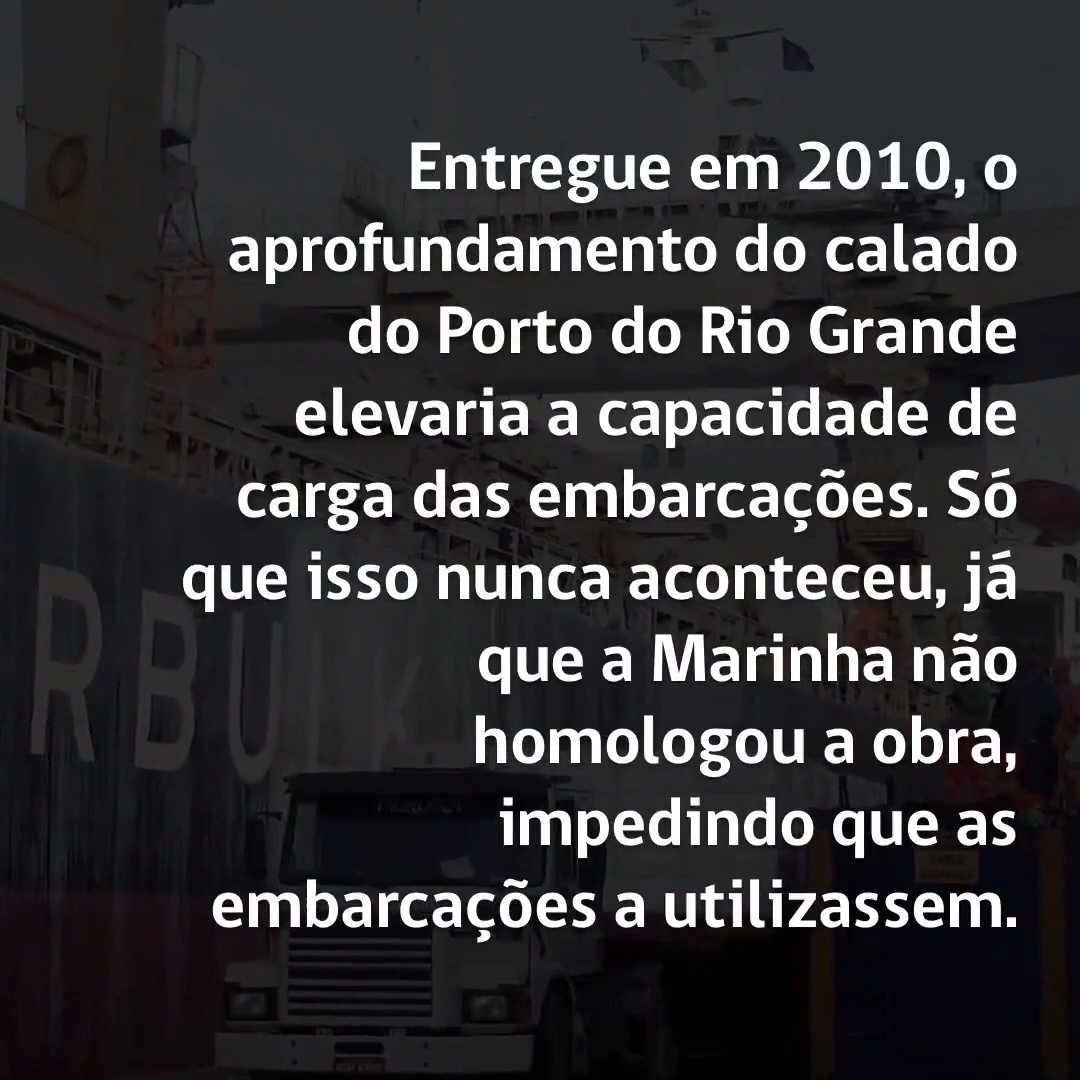 Entregue em 2010, o
aprofundamento do calado
do Porto do Rio Grande
elevaria a capacidade de
carga das embarcações. Só
que isso nunca aconteceu, já
que a Marinha não
homologou a obra,
impedindo que as
embarcações a utilizassem.
RBU